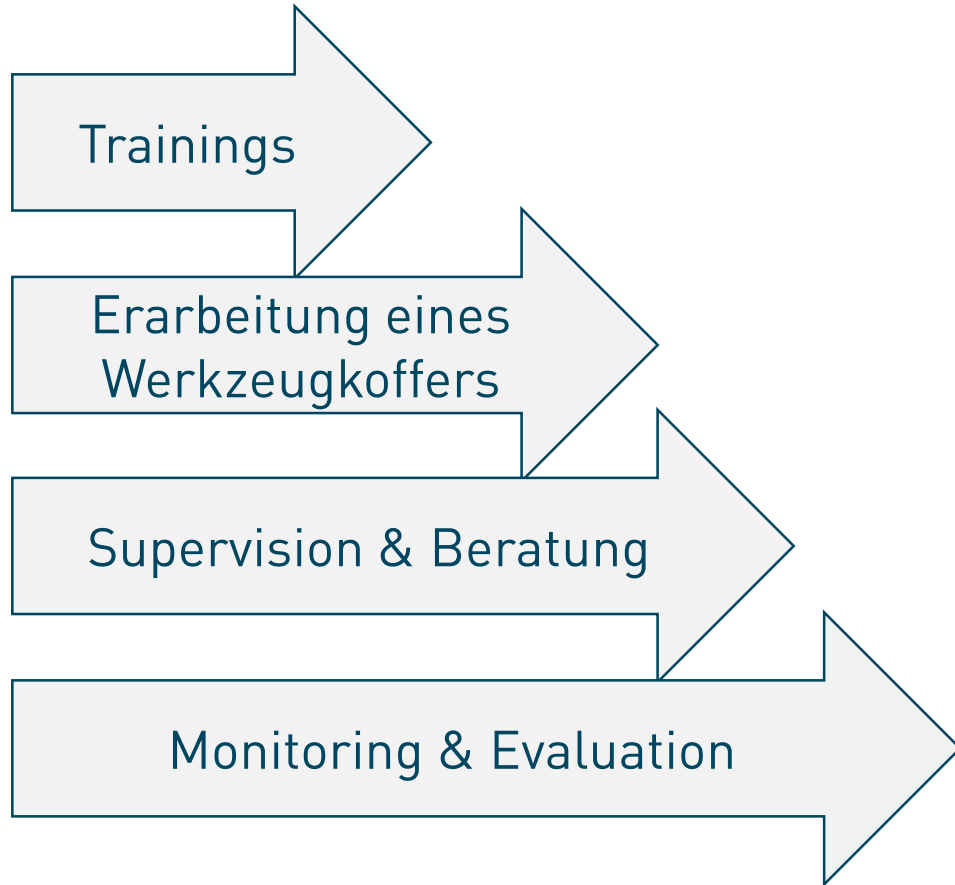 Trainings
Erarbeitung eines
Werkzeugkoffers
Supervision & Beratung
Monitoring & Evaluation